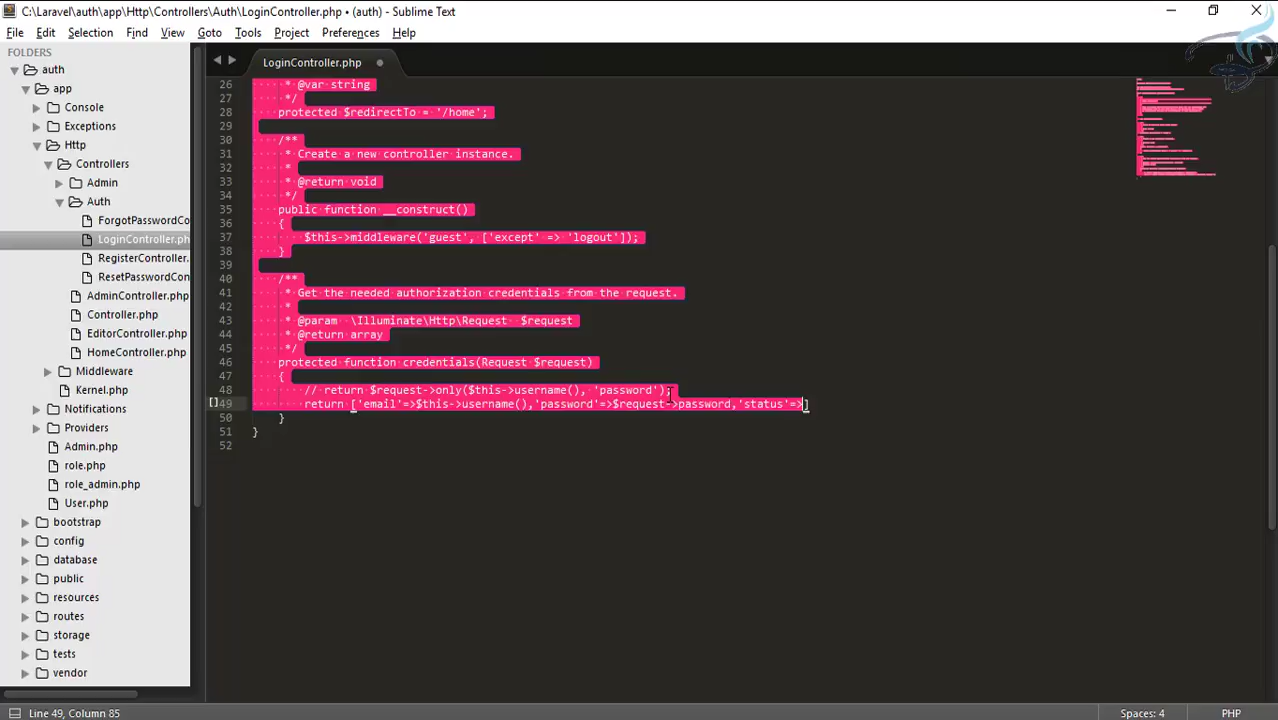 C:\Laravel\auth\app\Http\Controllers\Auth\LoginController.php • (auth) - Sublime Text
File Edit Selection Find View Goto Tools Project Preferences Help
FOLDERS
auth
app
Console
Exceptions
Http
Controllers
Admin
Auth
ForgotPasswordCo
LoginController.ph
RegisterController.
ResetPasswordCon
AdminController.php
Controller.php
EditorController.php
HomeController.php
Middleware
Kernel.php
Notifications
Providers
Admin.php
role.php
role_admin.php
User.php
bootstrap
config
database
public
resources
routes
storage
tests
vendor
LoginController.php
26 * @var string
27 */
28 protected $redirectTo = '/home';
29
30 /**
31 * Create a new controller instance.
32 *
33 * @return void
34 */
35 public function __construct()
36 {
37 $this->middleware('guest', ['except' => 'logout']);
38 }
39
40 /**
41 * Get the needed authorization credentials from the request.
42 *
43 * @param \Illuminate\Http\Request $request
44 * @return array
45 */
46 protected function credentials(Request $request)
47 {
48 // return $request->only($this->username(), 'password');
49 return ['email'=>$this->username(),'password'=>$request->password,'status'=>]
50 }
51 }
52
Line 49, Column 85 Spaces: 4 PHP